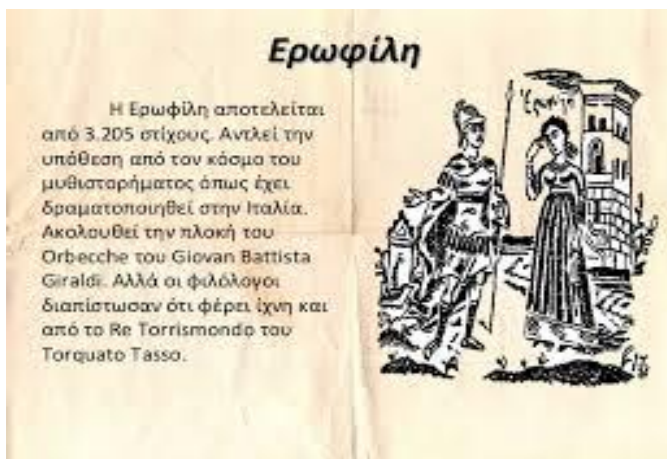 Ερωφίλη
Η Ερωφίλη αποτελείται
από 3.205 στίχους. Αντλεί την
υπόθεση από τον κόσμο του
μυθιστορήματος όπως έχει
δραματοποιηθεί στην Ιταλία.
Ακολουθεί την πλοκή του
Orbecche του Giovan Battista
Giraldi. Αλλά οι φιλόλογοι
διαπίστωσαν ότι φέρει ίχνη και
από το Re Torrismondo του
Torquato Tasso.